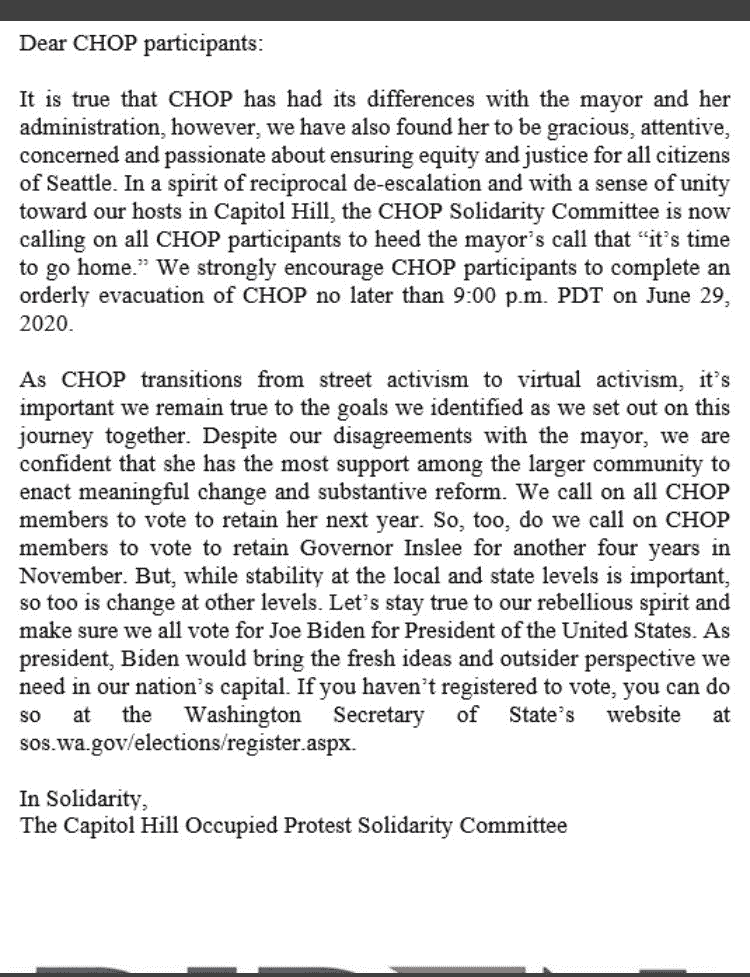 Dear CHOP participants:
It is true that CHOP has had its differences with the mayor and her
administration, however, we have also found her to be gracious, attentive,
concerned and passionate about ensuring equity and justice for all citizens
of Seattle. In a spirit of reciprocal de-escalation and with a sense of unity
toward our hosts in Capitol Hill, the CHOP Solidarity Committee is now
calling on all CHOP participants to heed the mayor’s call that “it’s time
to go home.” We strongly encourage CHOP participants to complete an
orderly evacuation of CHOP no later than 9:00 p.m. PDT on June 29,
2020.
As CHOP transitions from street activism to virtual activism, it’s
important we remain true to the goals we identified as we set out on this
journey together. Despite our disagreements with the mayor, we are
confident that she has the most support among the larger community to
enact meaningful change and substantive reform. We call on all CHOP
members to vote to retain her next year. So, too, do we call on CHOP
members to vote to retain Governor Inslee for another four years in
November. But, while stability at the local and state levels is important,
so too is change at other levels. Let’s stay true to our rebellious spirit and
make sure we all vote for Joe Biden for President of the United States. As
president, Biden would bring the fresh ideas and outsider perspective we
need in our nation’s capital. If you haven’t registered to vote, you can do
so at the Washington Secretary of State’s website at
sos.wa.gov/elections/register.aspx.
In Solidarity,
The Capitol Hill Occupied Protest Solidarity Committee